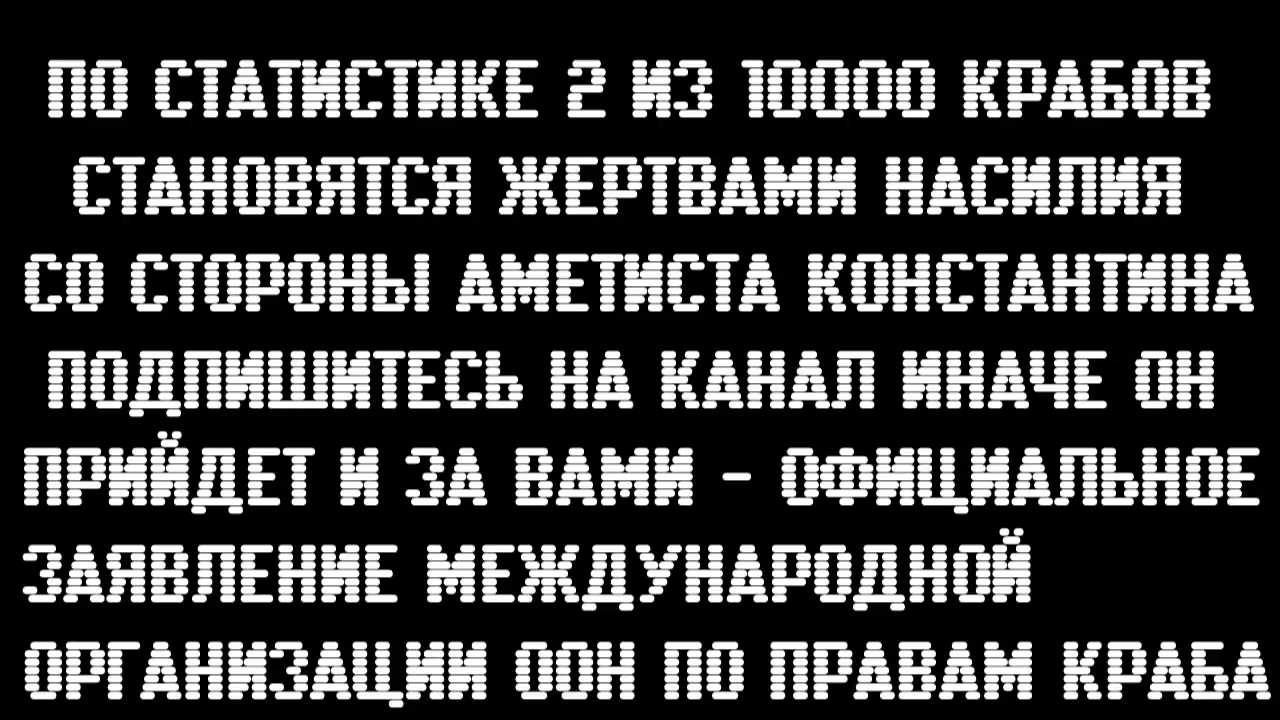 ПО СТАТИСТИКЕ 2 ИЗ 10000 КРАБОВ
СТАНОВЯТСЯ ЖЕРТВАМИ НАСИЛИЯ
СО СТОРОНЫ АМЕТИСТА КОНСТАНТИНА
ПОДПИШИТЕСЬ НА КАНАЛ ИНАЧЕ ОН
ПРИЙДЕТ И ЗА ВАМИ - ОФИЦИАЛЬНОЕ
ЗАЯВЛЕНИЕ МЕЖДУНАРОДНОЙ
ОРГАНИЗАЦИИ ООН ПО ПРАВАМ КРАБА